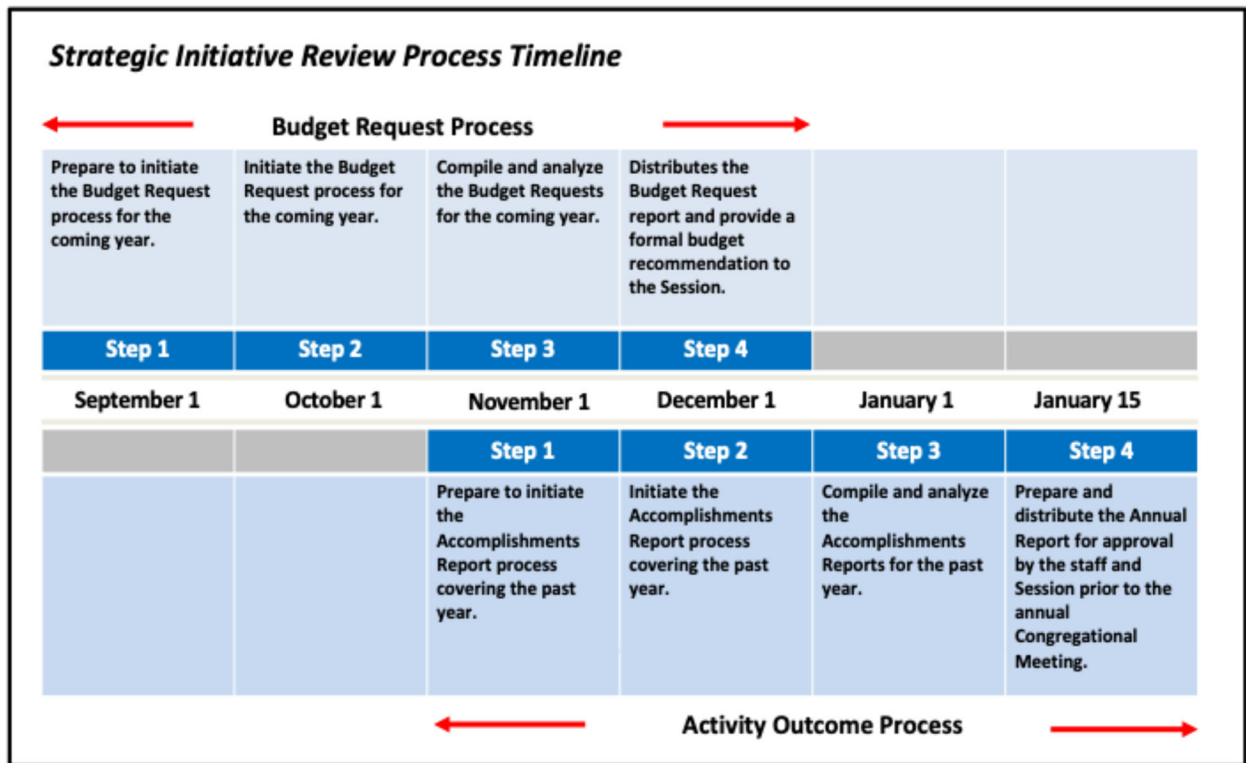 Strategic Initiative Review Process Timeline
Budget Request Process
Prepare to initiate
the Budget Request
process for the
coming year.
Initiate the Budget
Request process for
the coming year.
Compile and analyze
the Budget Requests
for the coming year.
Distributes the
Budget Request
report and provide a
formal budget
recommendation to
the Session.
Step 1
Step 2
Step 3
Step 4
September 1
October 1
November 1
December 1
January 1
January 15
Step 1
Step 2
Step 3
Step 4
Prepare to initiate
the
Accomplishments
Report process
covering the past
year.
Initiate the
Accomplishments
Report process
covering the past
year.
Compile and analyze
the
Accomplishments
Reports for the past
year.
Prepare and
distribute the Annual
Report for approval
by the staff and
Session prior to the
annual
Congregational
Meeting.
Activity Outcome Process